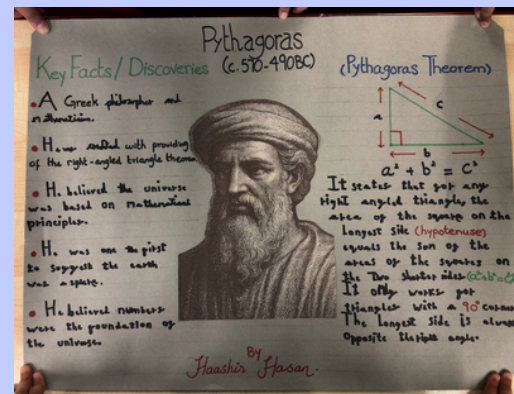 Pythagoras
(c.570-490BC)
Key Facts/Discoveries
• A Greek philosopher and
mathematician.
• He was credited with providing
of the right-angled triangle theorem
• He believed the universe
was based on mathematical
principles.
• He was one the first
to suggest the earth
was a sphere.
• He believed numbers
were the foundation of
the universe.
(Pythagoras Theorem)
a
c
b
a² + b² = c²
It states that for any
right angled triangle, the
area of the square on the
longest side (hypotenuse)
equals the sum of the
areas of the squares on
the Two shorter sides (a²+b²=c²)
It only works for
triangles with a 90° corner
The longest side is always
opposite the right angle.
By
Haashir Hasan.